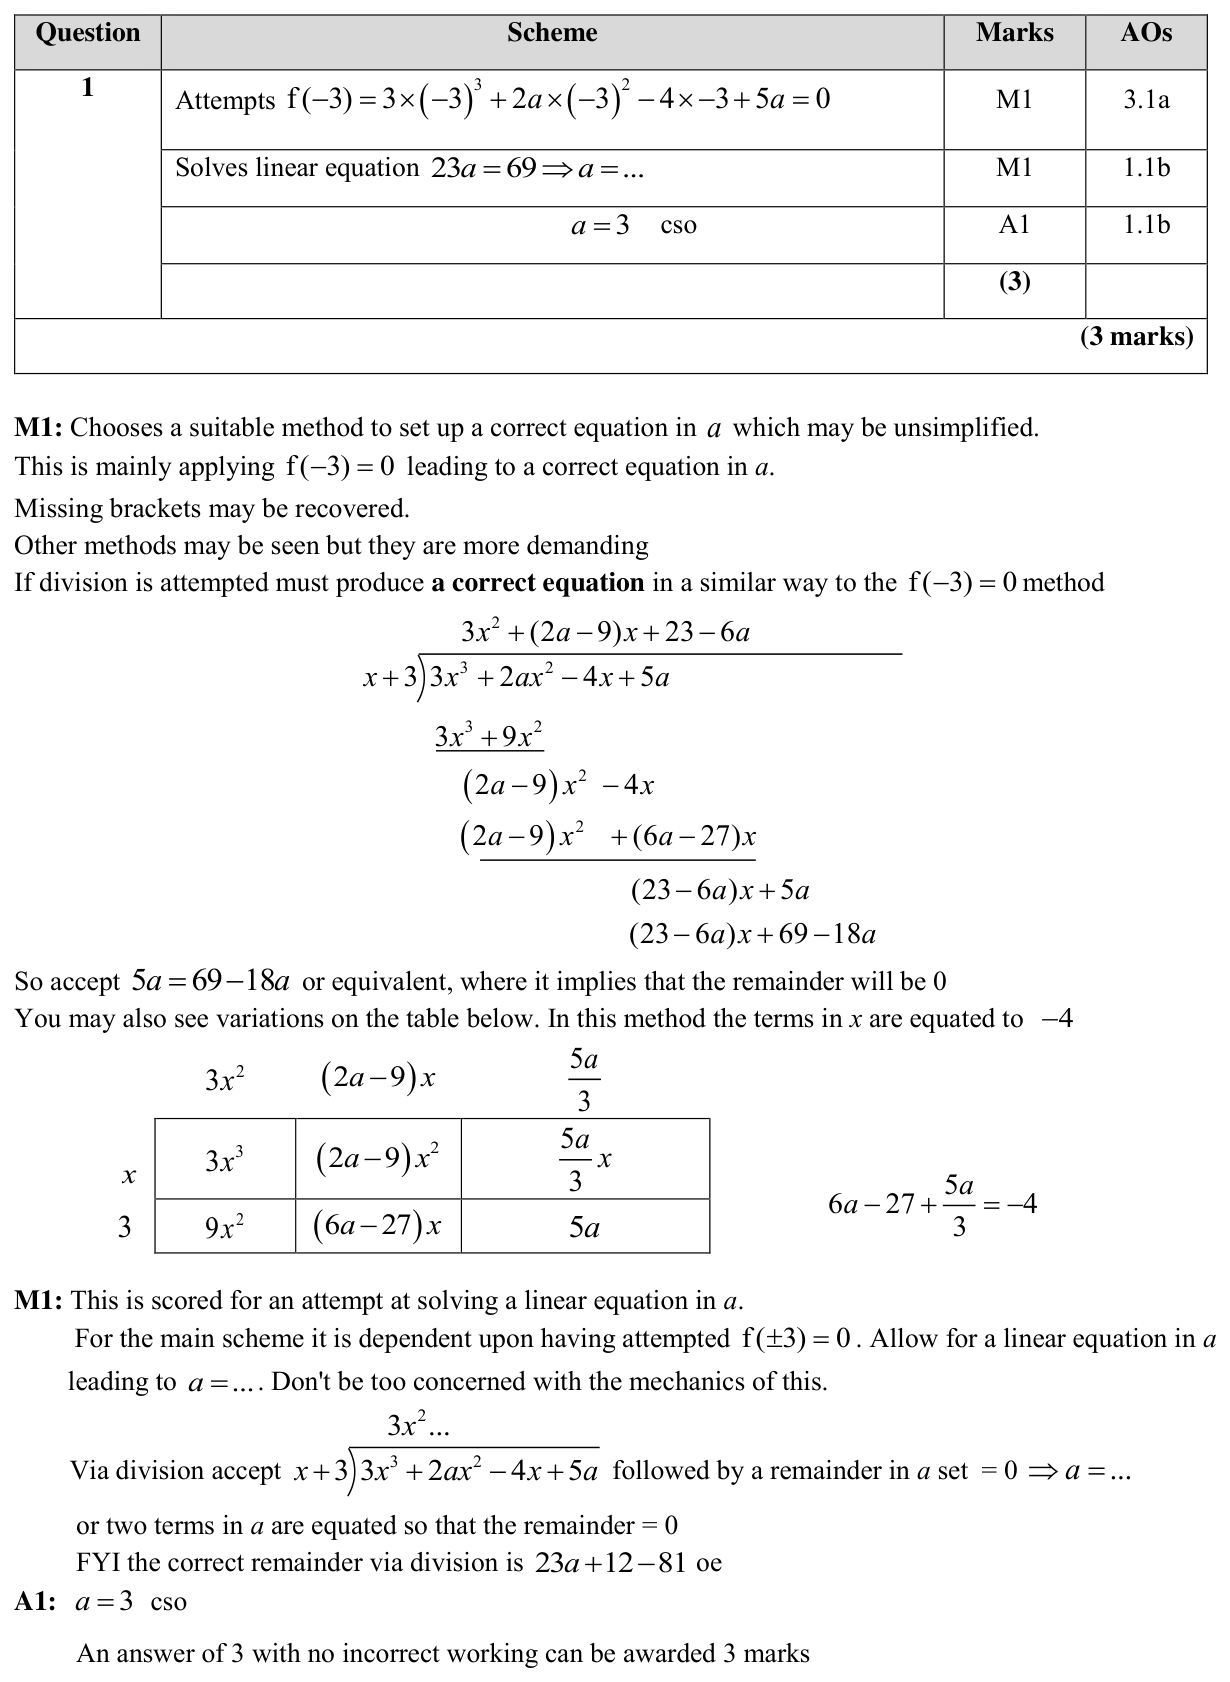 Question Scheme Marks AOs
1 Attempts f(−3) = 3×(−3)³ + 2a×(−3)² − 4×−3 + 5a = 0 M1 3.1a
Solves linear equation 23a = 69 ⇒ a = ... M1 1.1b
a = 3 cso A1 1.1b
(3)
(3 marks)
M1: Chooses a suitable method to set up a correct equation in a which may be unsimplified.
This is mainly applying f(−3) = 0 leading to a correct equation in a.
Missing brackets may be recovered.
Other methods may be seen but they are more demanding
If division is attempted must produce a correct equation in a similar way to the f(−3) = 0 method
3x² + (2a − 9)x + 23 − 6a
x + 3)3x³ + 2ax² − 4x + 5a
3x³ + 9x²
(2a − 9)x² − 4x
(2a − 9)x² + (6a − 27)x
(23 − 6a)x + 5a
(23 − 6a)x + 69 − 18a
So accept 5a = 69 − 18a or equivalent, where it implies that the remainder will be 0
You may also see variations on the table below. In this method the terms in x are equated to −4
3x² (2a − 9)x 5a/3
x 3x³ (2a − 9)x² 5a/3 x
3 9x² (6a − 27)x 5a
6a − 27 + 5a/3 = −4
M1: This is scored for an attempt at solving a linear equation in a.
For the main scheme it is dependent upon having attempted f(±3) = 0. Allow for a linear equation in a
leading to a = .... Don't be too concerned with the mechanics of this.
3x²...
Via division accept x + 3)3x³ + 2ax² − 4x + 5a followed by a remainder in a set = 0 ⇒ a = ...
or two terms in a are equated so that the remainder = 0
FYI the correct remainder via division is 23a + 12 − 81 oe
A1: a = 3 cso
An answer of 3 with no incorrect working can be awarded 3 marks